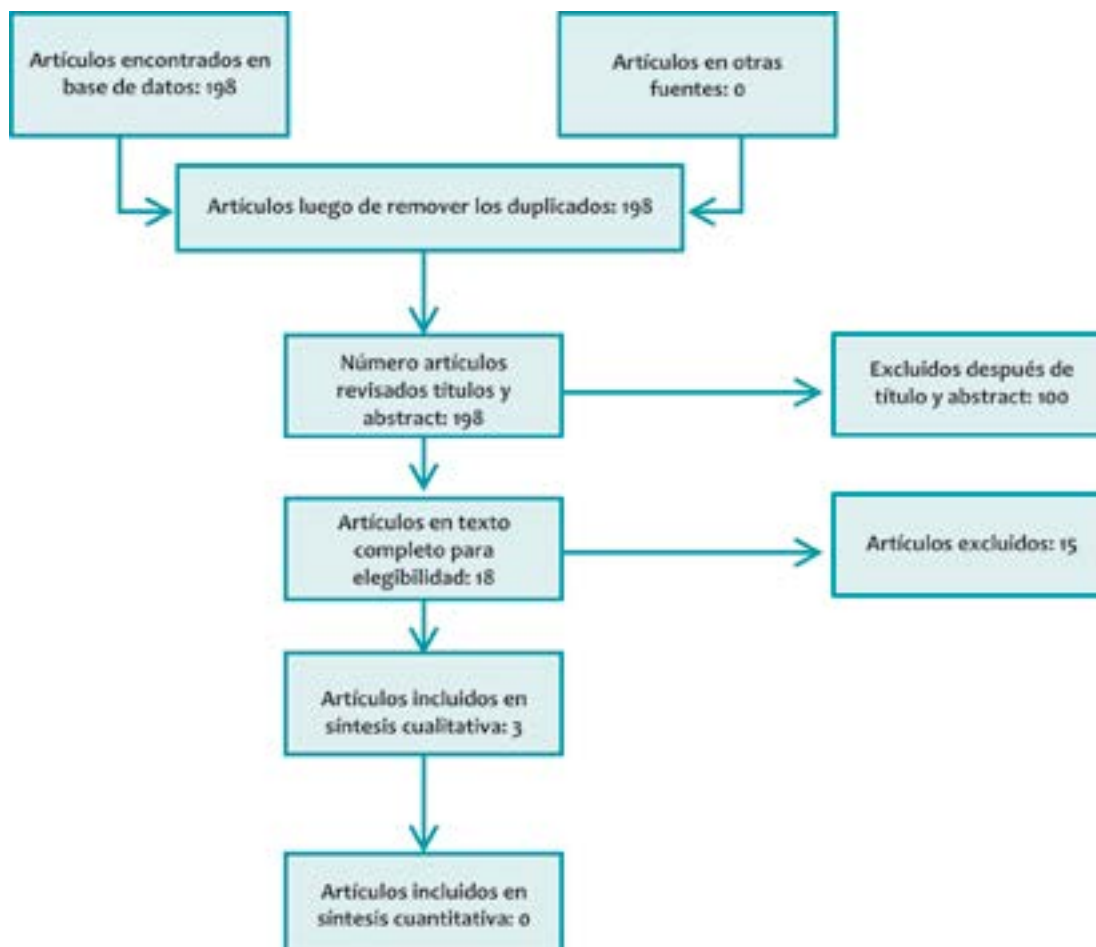 Artículos encontrados en
base de datos: 198
Artículos en otras
fuentes: 0
Artículos luego de remover los duplicados: 198
Número artículos
revisados títulos y
abstract: 198
Excluidos después de
título y abstract: 100
Artículos en texto
completo para
elegibilidad: 18
Artículos excluidos: 15
Artículos incluidos en
síntesis cualitativa: 3
Artículos incluidos en
síntesis cuantitativa: 0